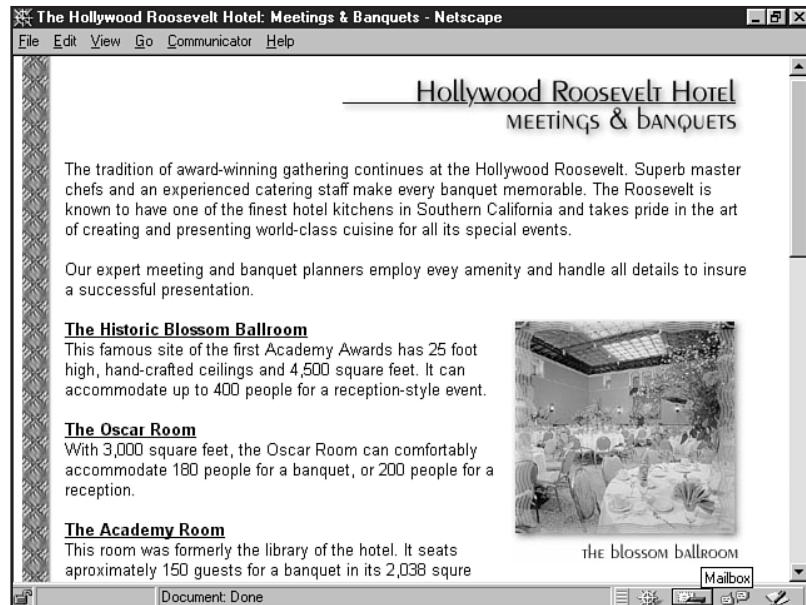 The Hollywood Roosevelt Hotel: Meetings & Banquets - Netscape
File Edit View Go Communicator Help
Hollywood Roosevelt Hotel
MEETINGS & BANQUETS
The tradition of award-winning gathering continues at the Hollywood Roosevelt. Superb master
chefs and an experienced catering staff make every banquet memorable. The Roosevelt is
known to have one of the finest hotel kitchens in Southern California and takes pride in the art
of creating and presenting world-class cuisine for all its special events.
Our expert meeting and banquet planners employ evey amenity and handle all details to insure
a successful presentation.
The Historic Blossom Ballroom
This famous site of the first Academy Awards has 25 foot
high, hand-crafted ceilings and 4,500 square feet. It can
accommodate up to 400 people for a reception-style event.
The Oscar Room
With 3,000 square feet, the Oscar Room can comfortably
accommodate 180 people for a banquet, or 200 people for a
reception.
The Academy Room
This room was formerly the library of the hotel. It seats
aproximately 150 guests for a banquet in its 2,038 squre
the blossom ballroom
Mailbox
Document: Done